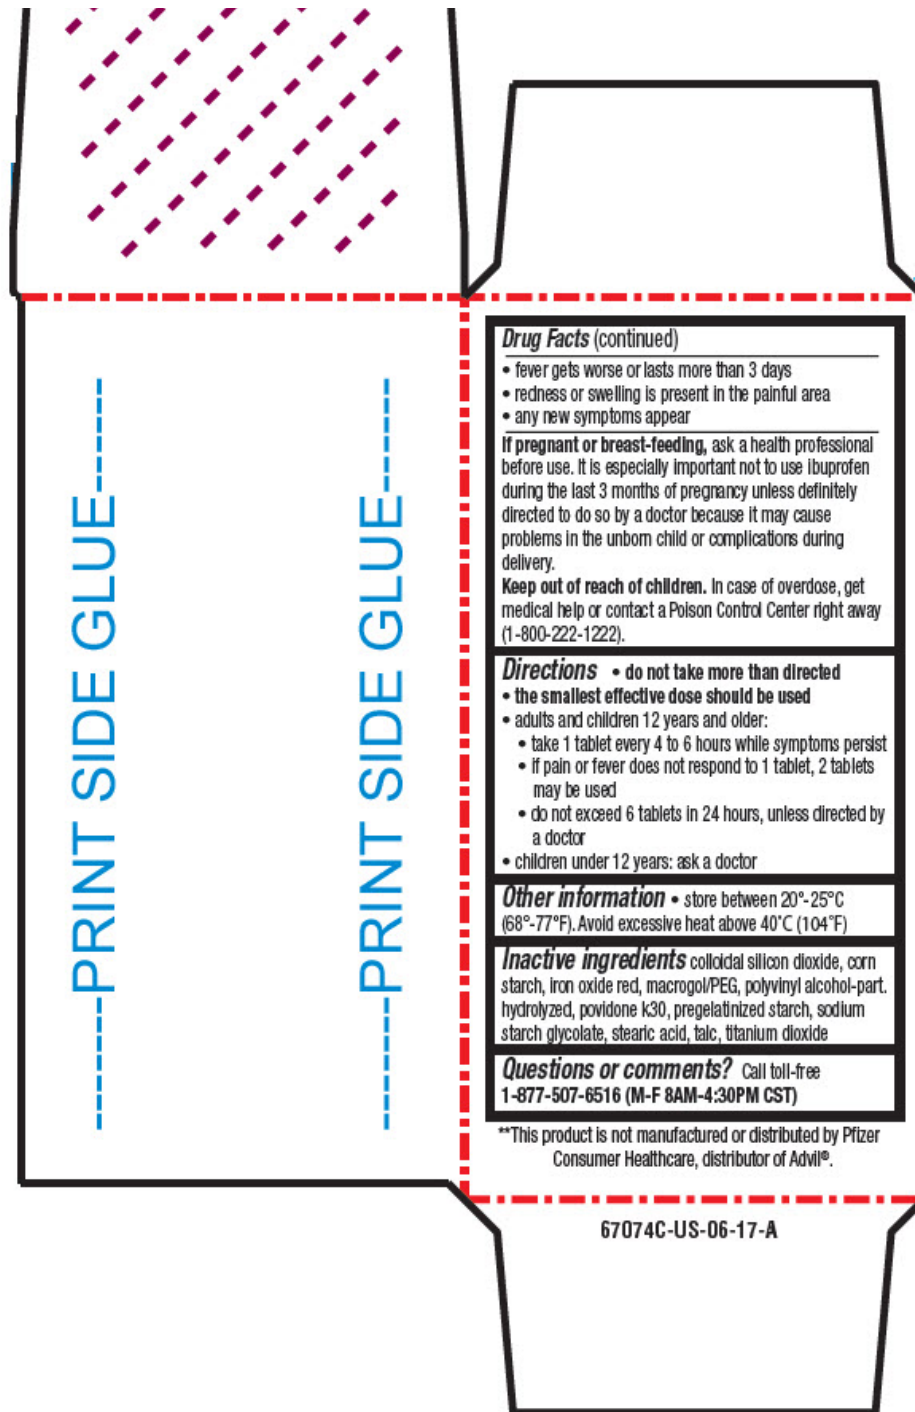 -------PRINT SIDE GLUE-------
-------PRINT SIDE GLUE-------
Drug Facts (continued)
• fever gets worse or lasts more than 3 days
• redness or swelling is present in the painful area
• any new symptoms appear
If pregnant or breast-feeding, ask a health professional
before use. It is especially important not to use ibuprofen
during the last 3 months of pregnancy unless definitely
directed to do so by a doctor because it may cause
problems in the unborn child or complications during
delivery.
Keep out of reach of children. In case of overdose, get
medical help or contact a Poison Control Center right away
(1-800-222-1222).
Directions • do not take more than directed
• the smallest effective dose should be used
• adults and children 12 years and older:
• take 1 tablet every 4 to 6 hours while symptoms persist
• If pain or fever does not respond to 1 tablet, 2 tablets
may be used
• do not exceed 6 tablets in 24 hours, unless directed by
a doctor
• children under 12 years: ask a doctor
Other information • store between 20°-25°C
(68°-77°F). Avoid excessive heat above 40°C (104°F)
Inactive ingredients colloidal silicon dioxide, corn
starch, iron oxide red, macrogol/PEG, polyvinyl alcohol-part.
hydrolyzed, povidone k30, pregelatinized starch, sodium
starch glycolate, stearic acid, talc, titanium dioxide
Questions or comments? Call toll-free
1-877-507-6516 (M-F 8AM-4:30PM CST)
**This product is not manufactured or distributed by Pfizer
Consumer Healthcare, distributor of Advil®.
67074C-US-06-17-A